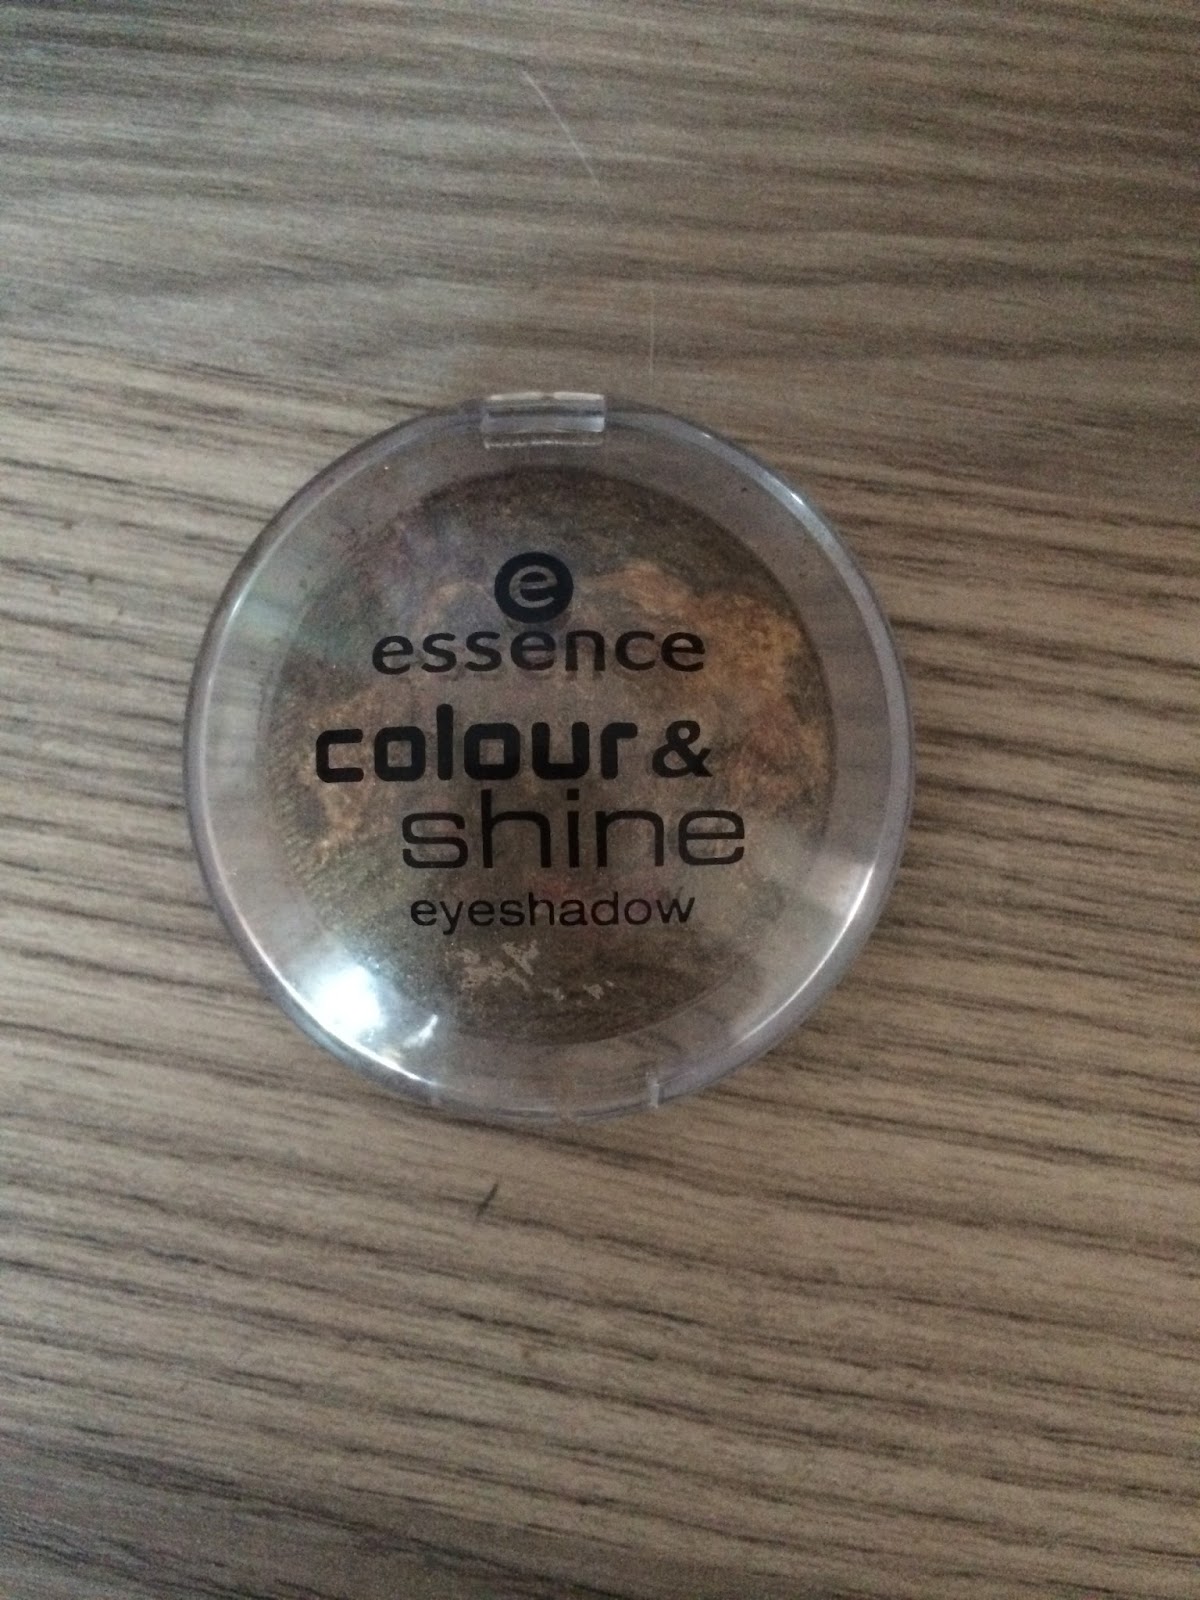 e
essence
colour &
shine
eyeshadow